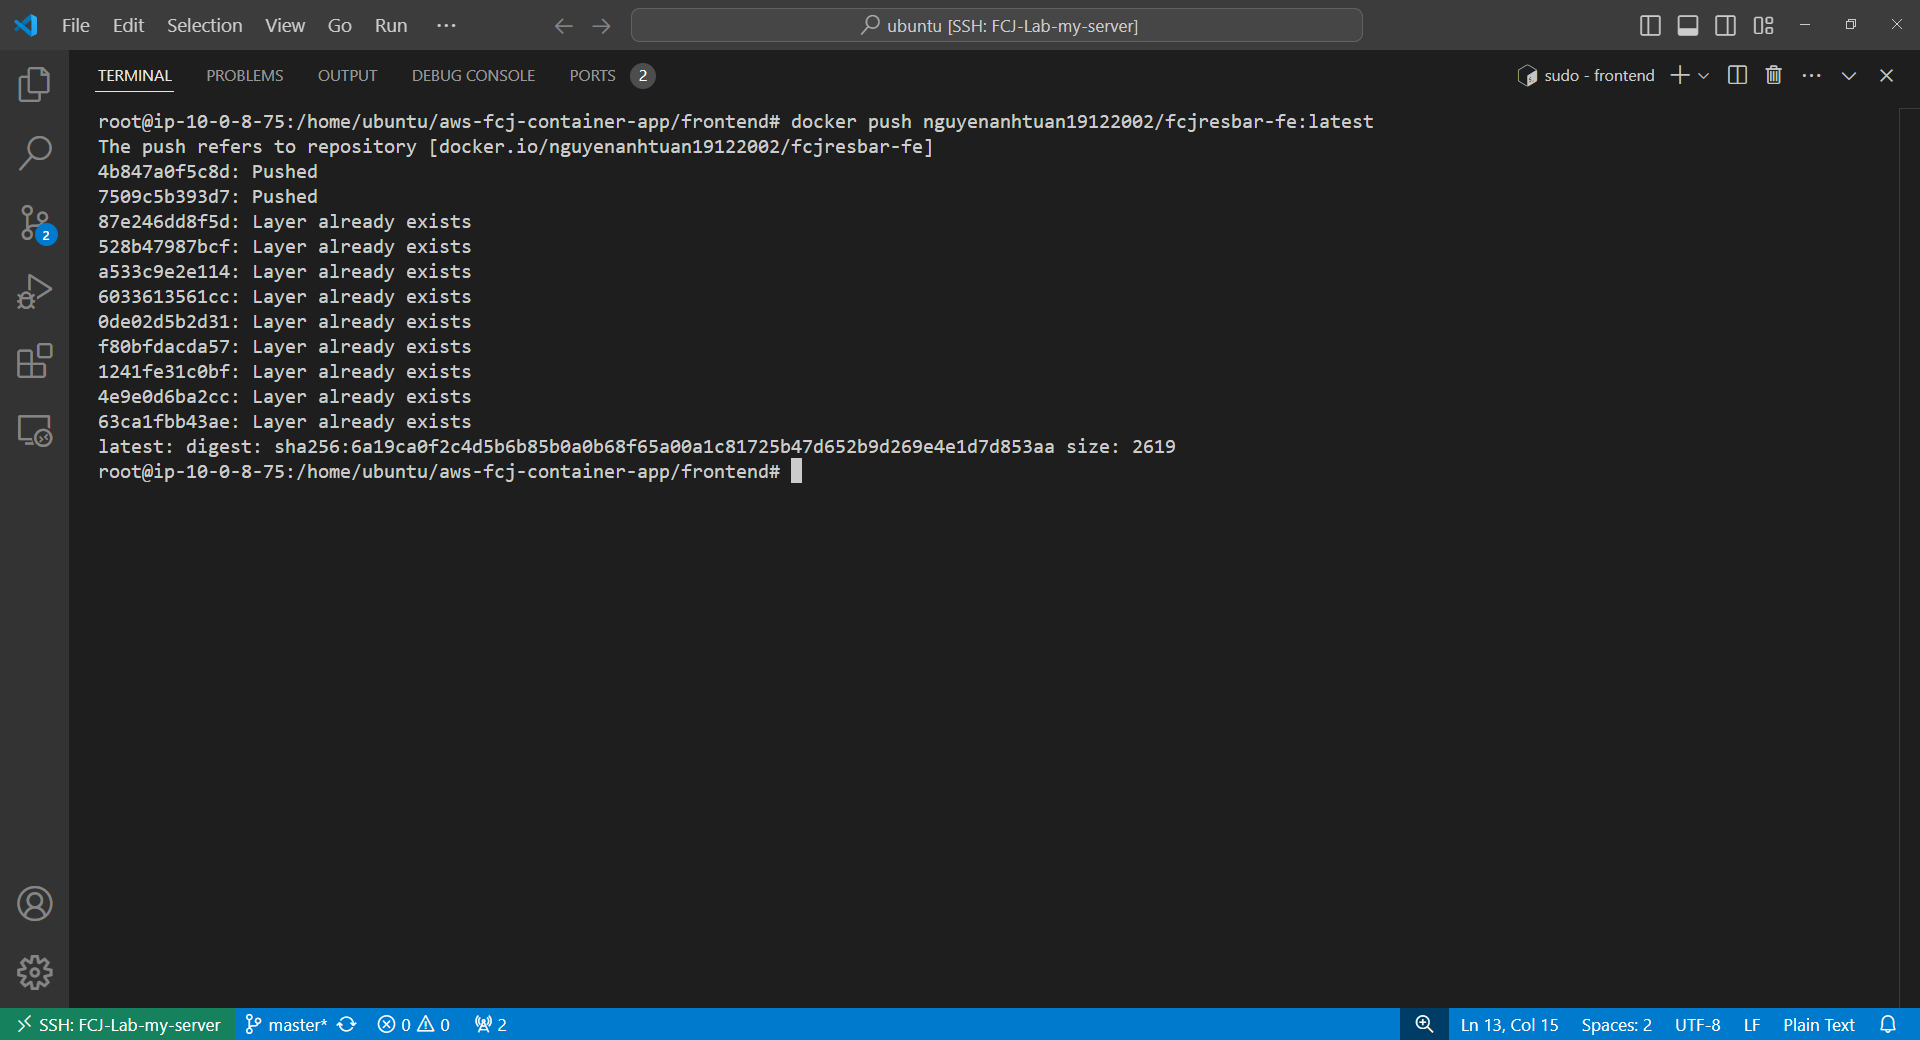 File Edit Selection View Go Run ···
ubuntu [SSH: FCJ-Lab-my-server]
TERMINAL PROBLEMS OUTPUT DEBUG CONSOLE PORTS 2
sudo - frontend
root@ip-10-0-8-75:/home/ubuntu/aws-fcj-container-app/frontend# docker push nguyenanhtuan19122002/fcjresbar-fe:latest
The push refers to repository [docker.io/nguyenanhtuan19122002/fcjresbar-fe]
4b847a0f5c8d: Pushed
7509c5b393d7: Pushed
87e246dd8f5d: Layer already exists
528b47987bcf: Layer already exists
a533c9e2e114: Layer already exists
6033613561cc: Layer already exists
0de02d5b2d31: Layer already exists
f80bfdacda57: Layer already exists
1241fe31c0bf: Layer already exists
4e9e0d6ba2cc: Layer already exists
63ca1fbb43ae: Layer already exists
latest: digest: sha256:6a19ca0f2c4d5b6b85b0a0b68f65a00a1c81725b47d652b9d269e4e1d7d853aa size: 2619
root@ip-10-0-8-75:/home/ubuntu/aws-fcj-container-app/frontend#
2
SSH: FCJ-Lab-my-server master* 0 0 2 Ln 13, Col 15 Spaces: 2 UTF-8 LF Plain Text